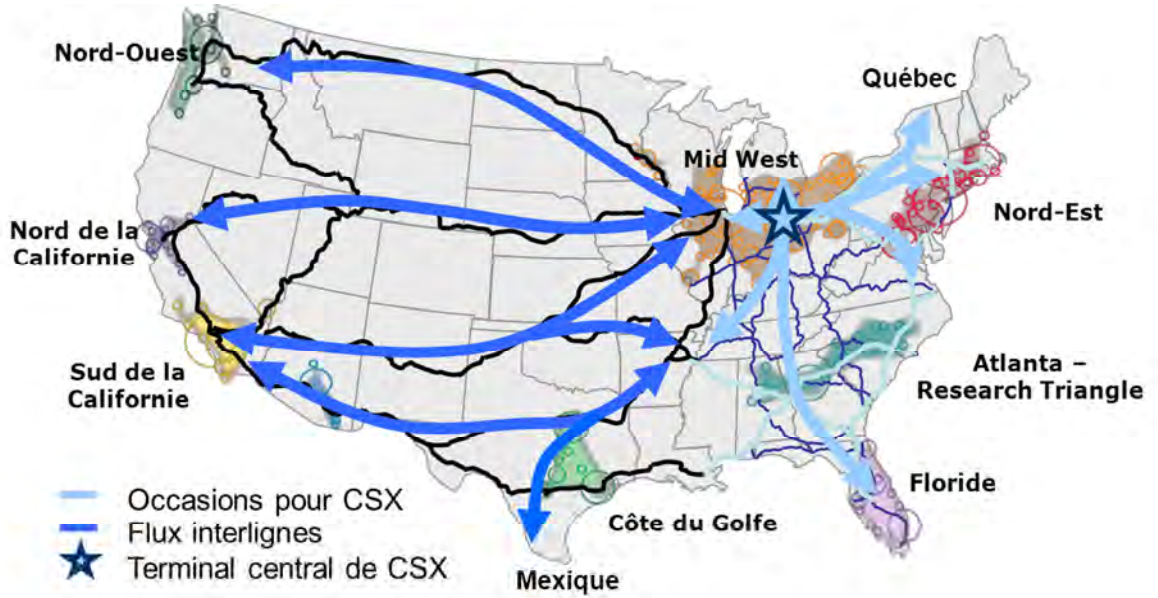 Nord-Ouest
Québec
Mid West
Nord-Est
Nord de la
Californie
Sud de la
Californie
Atlanta –
Research Triangle
Floride
Côte du Golfe
Mexique
Occasions pour CSX
Flux interlignes
Terminal central de CSX